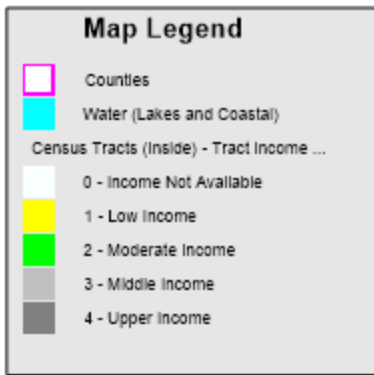 Map Legend
Counties
Water (Lakes and Coastal)
Census Tracts (Inside) - Tract Income ...
0 - Income Not Available
1 - Low Income
2 - Moderate Income
3 - Middle Income
4 - Upper Income